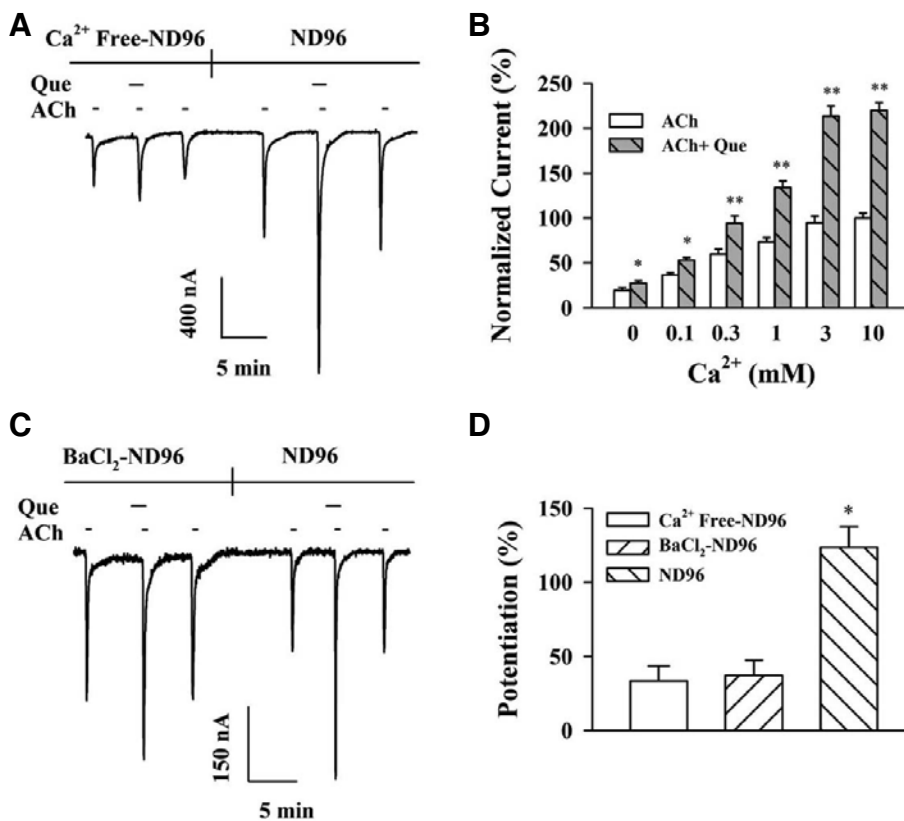 A
Ca²⁺ Free-ND96 ND96
Que
ACh
400 nA
5 min
B
Normalized Current (%)
250
200
150
100
50
0
ACh
ACh+ Que
* * ** ** ** **
0 0.1 0.3 1 3 10
Ca²⁺ (mM)
C
BaCl₂-ND96 ND96
Que
ACh
150 nA
5 min
D
Potentiation (%)
150
100
50
0
Ca²⁺ Free-ND96
BaCl₂-ND96
ND96
*